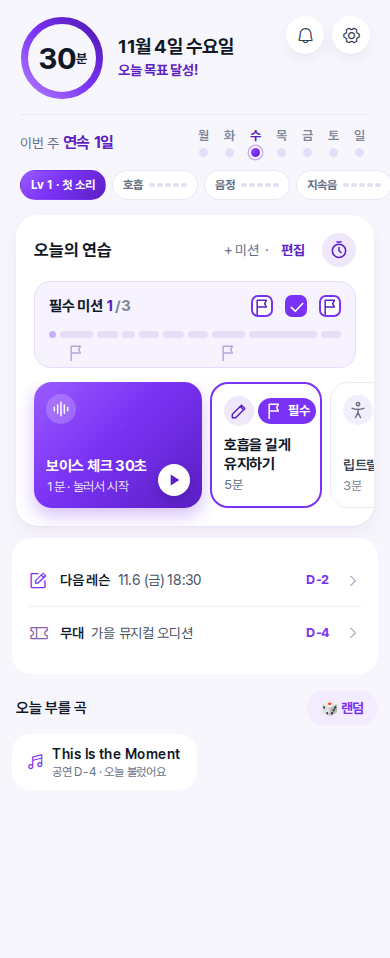 30분
11월 4일 수요일
오늘 목표 달성!
이번 주 연속 1일
월 화 수 목 금 토 일
Lv 1 · 첫 소리
호흡
음정
지속음
오늘의 연습
+ 미션 · 편집
필수 미션 1/3
보이스 체크 30초
1분 · 눌러서 시작
필수
호흡을 길게
유지하기
5분
립트릴
3분
다음 레슨 11.6 (금) 18:30 D-2
무대 가을 뮤지컬 오디션 D-4
오늘 부를 곡
🎲 랜덤
This Is the Moment
공연 D-4 · 오늘 불렀어요